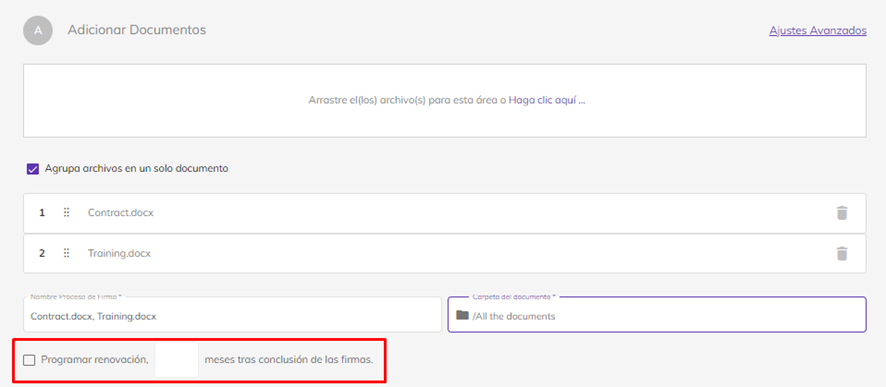 A Adicionar Documentos Ajustes Avanzados
Arrastre el(los) archivo(s) para esta área o Haga clic aquí ...
Agrupa archivos en un solo documento
1 Contract.docx
2 Training.docx
Nombre Proceso de Firma * Carpeta del documento *
Contract.docx, Training.docx /All the documents
Programar renovación, meses tras conclusión de las firmas.